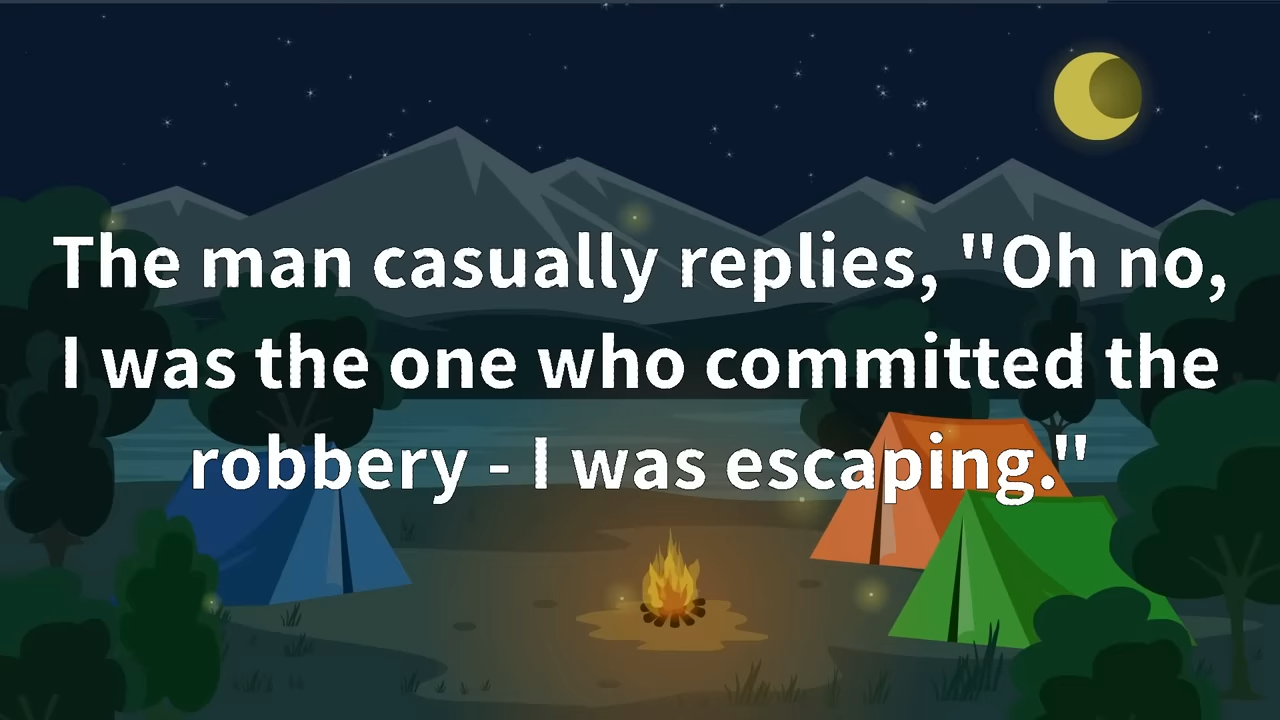 The man casually replies, "Oh no,
I was the one who committed the
robbery - I was escaping."